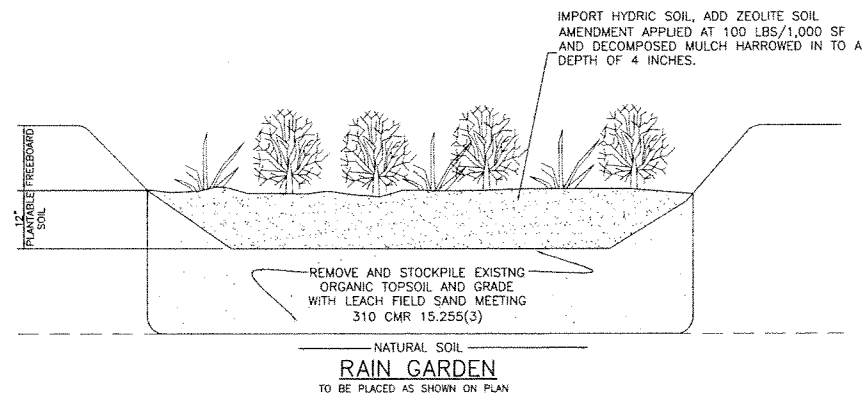 IMPORT HYDRIC SOIL, ADD ZEOLITE SOIL
AMENDMENT APPLIED AT 100 LBS/1,000 SF
AND DECOMPOSED MULCH HARROWED IN TO A
DEPTH OF 4 INCHES.
FREEBOARD
12"
PLANTABLE
SOIL
REMOVE AND STOCKPILE EXISTNG
ORGANIC TOPSOIL AND GRADE
WITH LEACH FIELD SAND MEETING
310 CMR 15.255(3)
NATURAL SOIL
RAIN GARDEN
TO BE PLACED AS SHOWN ON PLAN